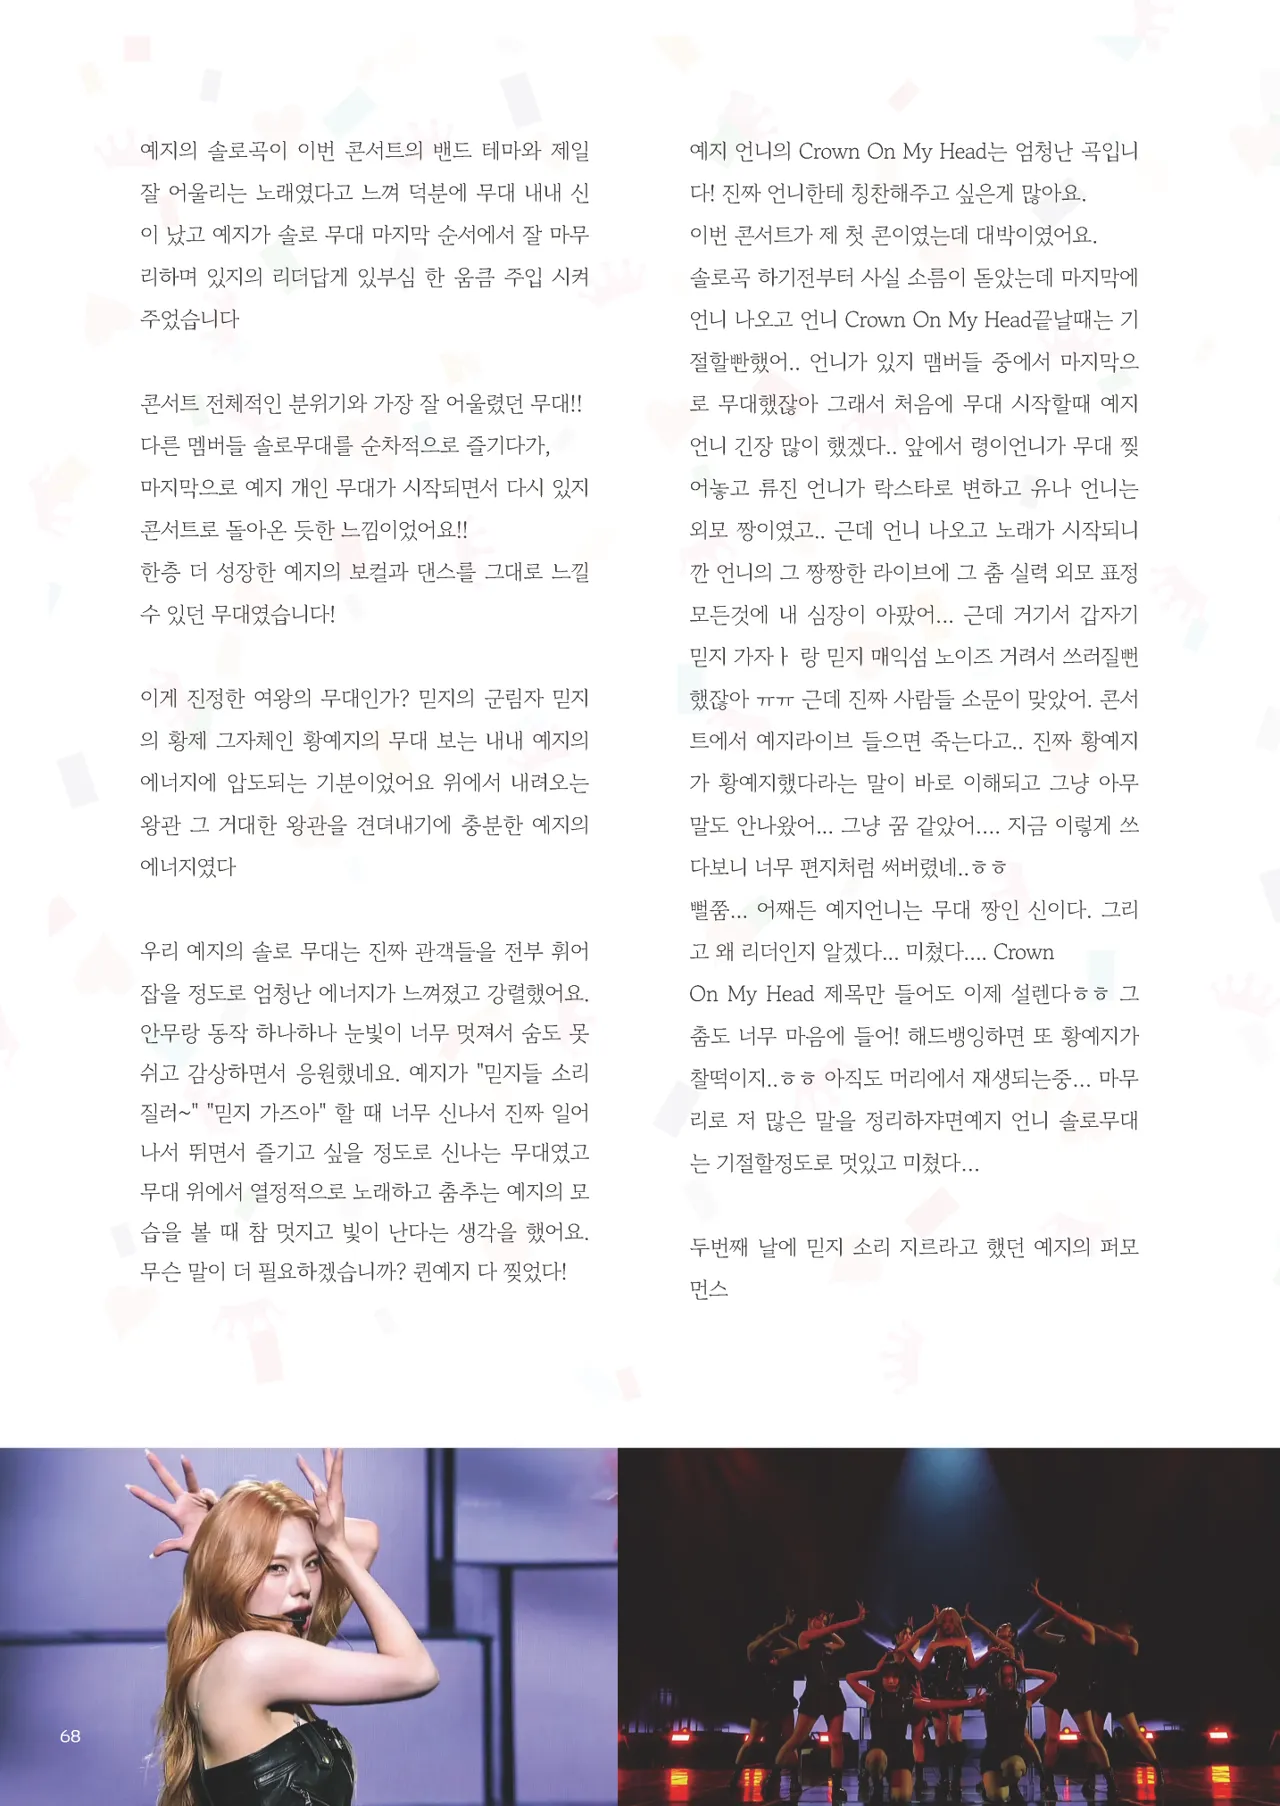 예지의 솔로곡이 이번 콘서트의 밴드 테마와 제일
잘 어울리는 노래였다고 느껴 덕분에 무대 내내 신
이 났고 예지가 솔로 무대 마지막 순서에서 잘 마무
리하며 있지의 리더답게 있부심 한 움큼 주입 시켜
주었습니다
콘서트 전체적인 분위기와 가장 잘 어울렸던 무대!!
다른 멤버들 솔로무대를 순차적으로 즐기다가,
마지막으로 예지 개인 무대가 시작되면서 다시 있지
콘서트로 돌아온 듯한 느낌이었어요!!
한층 더 성장한 예지의 보컬과 댄스를 그대로 느낄
수 있던 무대였습니다!
이게 진정한 여왕의 무대인가? 믿지의 군림자 믿지
의 황제 그자체인 황예지의 무대 보는 내내 예지의
에너지에 압도되는 기분이었어요 위에서 내려오는
왕관 그 거대한 왕관을 견뎌내기에 충분한 예지의
에너지였다
우리 예지의 솔로 무대는 진짜 관객들을 전부 휘어
잡을 정도로 엄청난 에너지가 느껴졌고 강렬했어요.
안무랑 동작 하나하나 눈빛이 너무 멋져서 숨도 못
쉬고 감상하면서 응원했네요. 예지가 "믿지들 소리
질러~" "믿지 가즈아" 할 때 너무 신나서 진짜 일어
나서 뛰면서 즐기고 싶을 정도로 신나는 무대였고
무대 위에서 열정적으로 노래하고 춤추는 예지의 모
습을 볼 때 참 멋지고 빛이 난다는 생각을 했어요.
무슨 말이 더 필요하겠습니까? 퀸예지 다 찢었다!
예지 언니의 Crown On My Head는 엄청난 곡입니
다! 진짜 언니한테 칭찬해주고 싶은게 많아요.
이번 콘서트가 제 첫 콘이였는데 대박이였어요.
솔로곡 하기전부터 사실 소름이 돋았는데 마지막에
언니 나오고 언니 Crown On My Head끝날때는 기
절할빤했어.. 언니가 있지 맴버들 중에서 마지막으
로 무대했잖아 그래서 처음에 무대 시작할때 예지
언니 긴장 많이 했겠다.. 앞에서 령이언니가 무대 찢
어놓고 류진 언니가 락스타로 변하고 유나 언니는
외모 짱이였고.. 근데 언니 나오고 노래가 시작되니
깐 언니의 그 짱짱한 라이브에 그 춤 실력 외모 표정
모든것에 내 심장이 아팠어... 근데 거기서 갑자기
믿지 가자ㅏ 랑 믿지 매익섬 노이즈 거려서 쓰러질뻔
했잖아 ㅠㅠ 근데 진짜 사람들 소문이 맞았어. 콘서
트에서 예지라이브 들으면 죽는다고.. 진짜 황예지
가 황예지했다라는 말이 바로 이해되고 그냥 아무
말도 안나왔어... 그냥 꿈 같았어.... 지금 이렇게 쓰
다보니 너무 편지처럼 써버렸네..ㅎㅎ
뻘쭘... 어째든 예지언니는 무대 짱인 신이다. 그리
고 왜 리더인지 알겠다... 미쳤다.... Crown
On My Head 제목만 들어도 이제 설렌다ㅎㅎ 그
춤도 너무 마음에 들어! 해드뱅잉하면 또 황예지가
찰떡이지..ㅎㅎ 아직도 머리에서 재생되는중... 마무
리로 저 많은 말을 정리하쟈면예지 언니 솔로무대
는 기절할정도로 멋있고 미쳤다...
두번째 날에 믿지 소리 지르라고 했던 예지의 퍼모
먼스
68